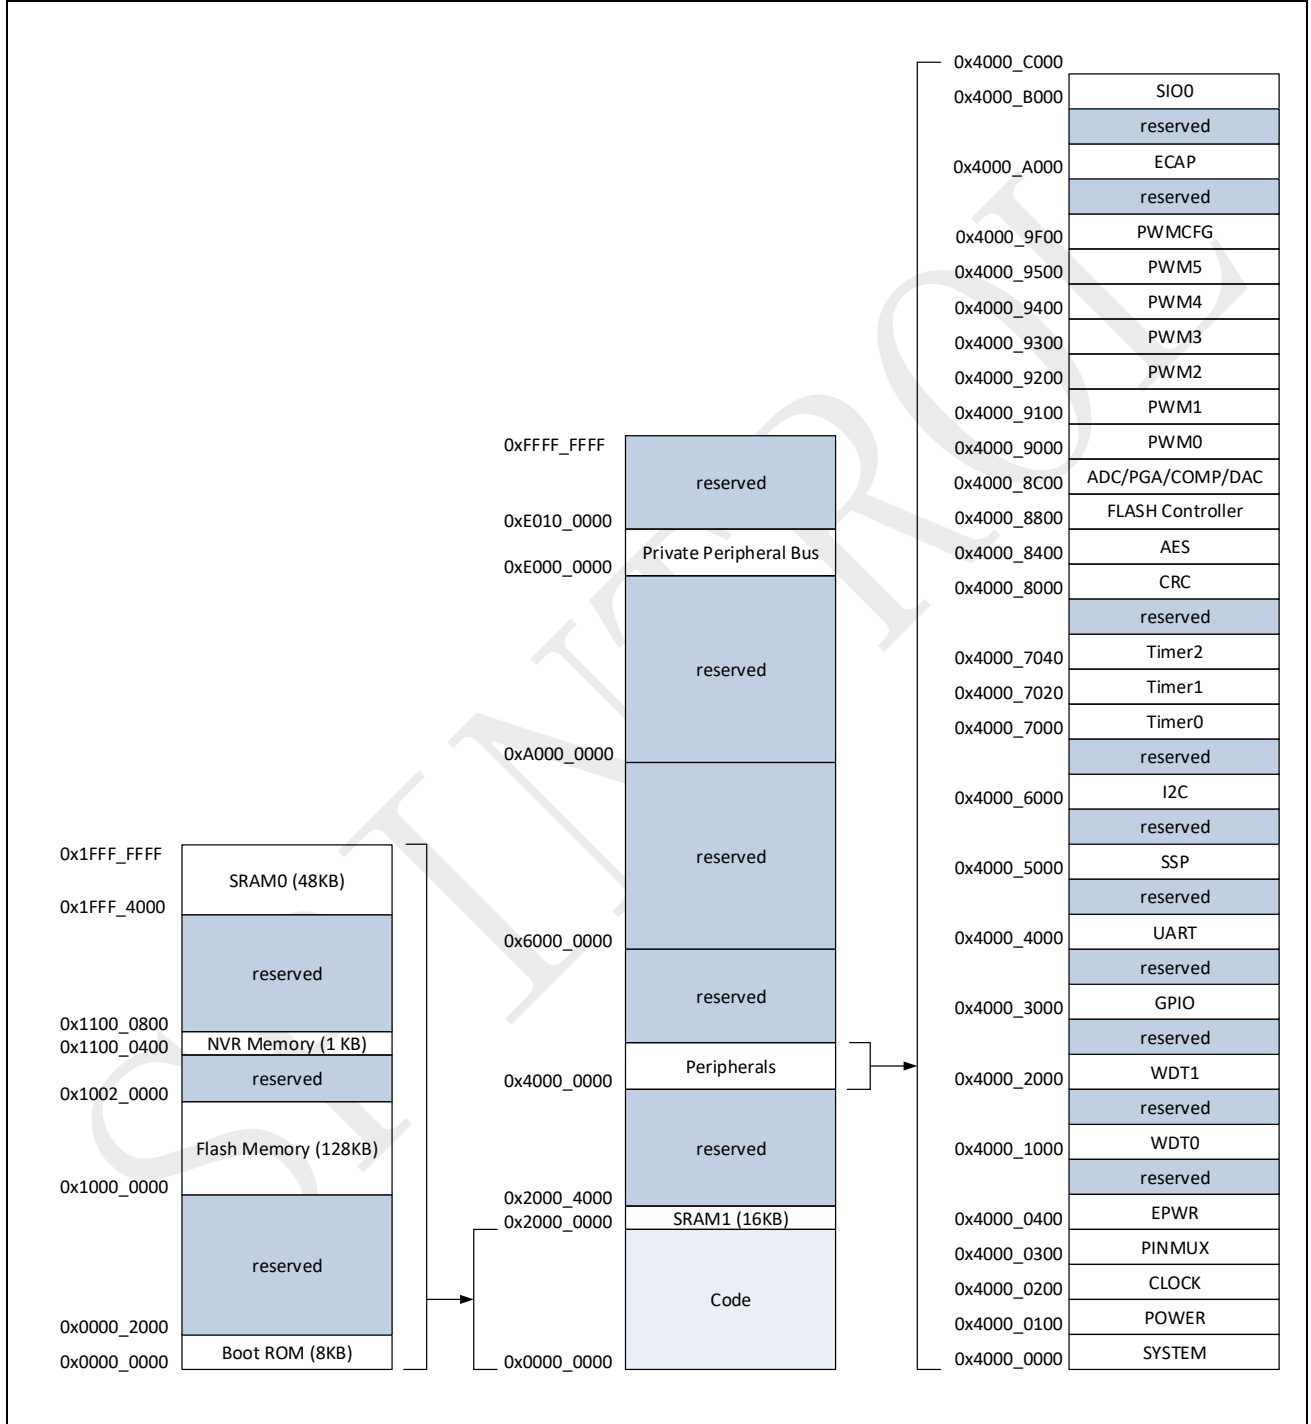 0x1FFF_FFFF
SRAM0 (48KB)
0x1FFF_4000
reserved
0x1100_0800
0x1100_0400 NVR Memory (1 KB)
reserved
0x1002_0000
Flash Memory (128KB)
0x1000_0000
reserved
0x0000_2000
Boot ROM (8KB)
0x0000_0000
0xFFFF_FFFF
reserved
0xE010_0000
Private Peripheral Bus
0xE000_0000
reserved
0xA000_0000
reserved
0x6000_0000
reserved
Peripherals
0x4000_0000
reserved
0x2000_4000
0x2000_0000 SRAM1 (16KB)
Code
0x0000_0000
0x4000_C000
0x4000_B000 SIO0
reserved
0x4000_A000 ECAP
reserved
0x4000_9F00 PWMCFG
0x4000_9500 PWM5
0x4000_9400 PWM4
0x4000_9300 PWM3
0x4000_9200 PWM2
0x4000_9100 PWM1
0x4000_9000 PWM0
0x4000_8C00 ADC/PGA/COMP/DAC
0x4000_8800 FLASH Controller
0x4000_8400 AES
0x4000_8000 CRC
reserved
0x4000_7040 Timer2
0x4000_7020 Timer1
0x4000_7000 Timer0
reserved
0x4000_6000 I2C
reserved
0x4000_5000 SSP
reserved
0x4000_4000 UART
reserved
0x4000_3000 GPIO
reserved
0x4000_2000 WDT1
reserved
0x4000_1000 WDT0
reserved
0x4000_0400 EPWR
0x4000_0300 PINMUX
0x4000_0200 CLOCK
0x4000_0100 POWER
0x4000_0000 SYSTEM